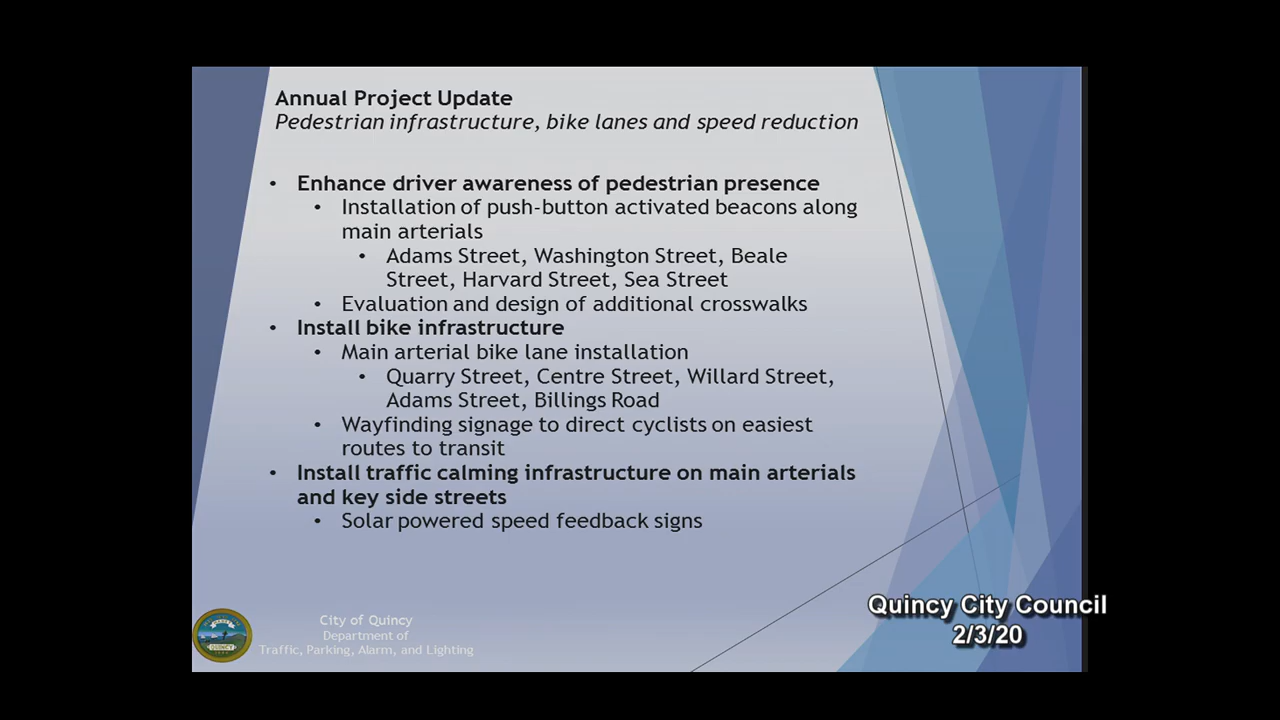 Annual Project Update
Pedestrian infrastructure, bike lanes and speed reduction
• Enhance driver awareness of pedestrian presence
• Installation of push-button activated beacons along
main arterials
• Adams Street, Washington Street, Beale
Street, Harvard Street, Sea Street
• Evaluation and design of additional crosswalks
• Install bike infrastructure
• Main arterial bike lane installation
• Quarry Street, Centre Street, Willard Street,
Adams Street, Billings Road
• Wayfinding signage to direct cyclists on easiest
routes to transit
• Install traffic calming infrastructure on main arterials
and key side streets
• Solar powered speed feedback signs
QUINCY
City of Quincy
Department of
Traffic, Parking, Alarm, and Lighting
Quincy City Council
2/3/20